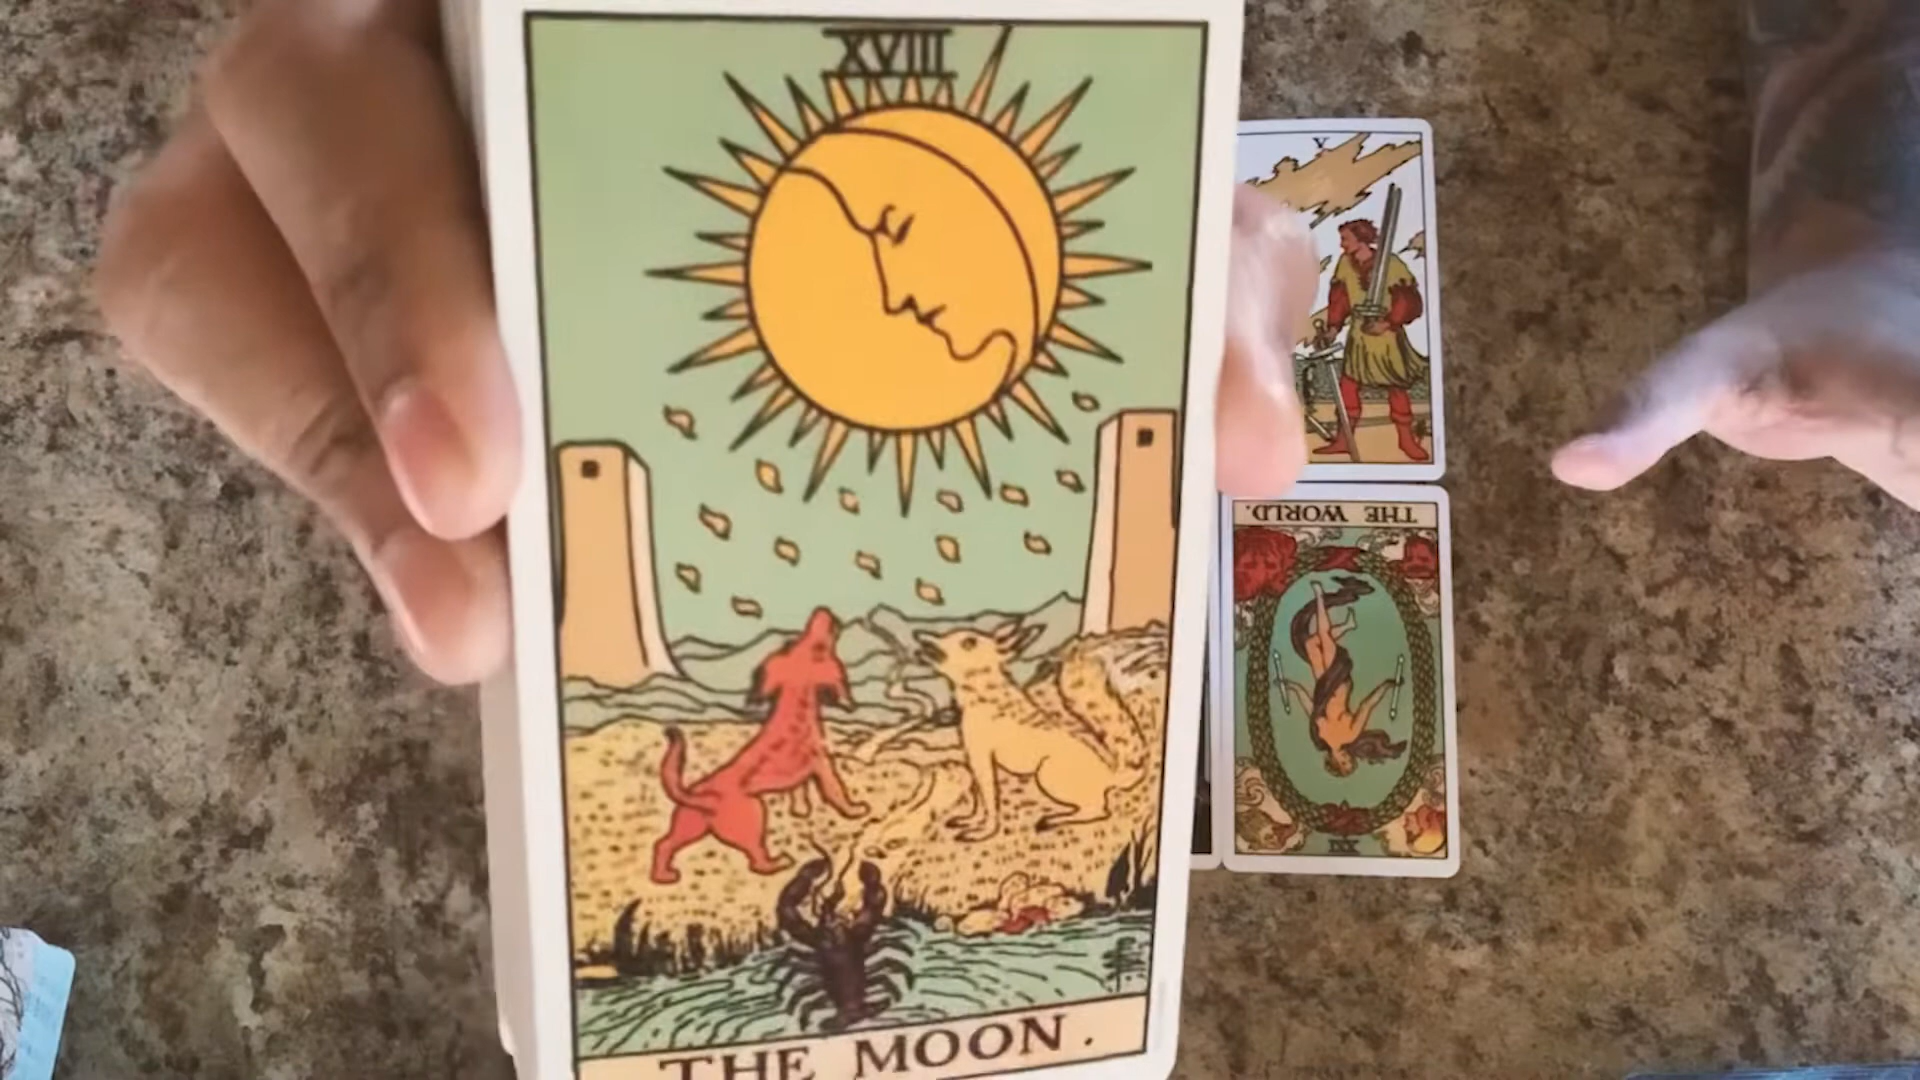 XVIII
THE MOON.
V
THE WORLD.
XXI